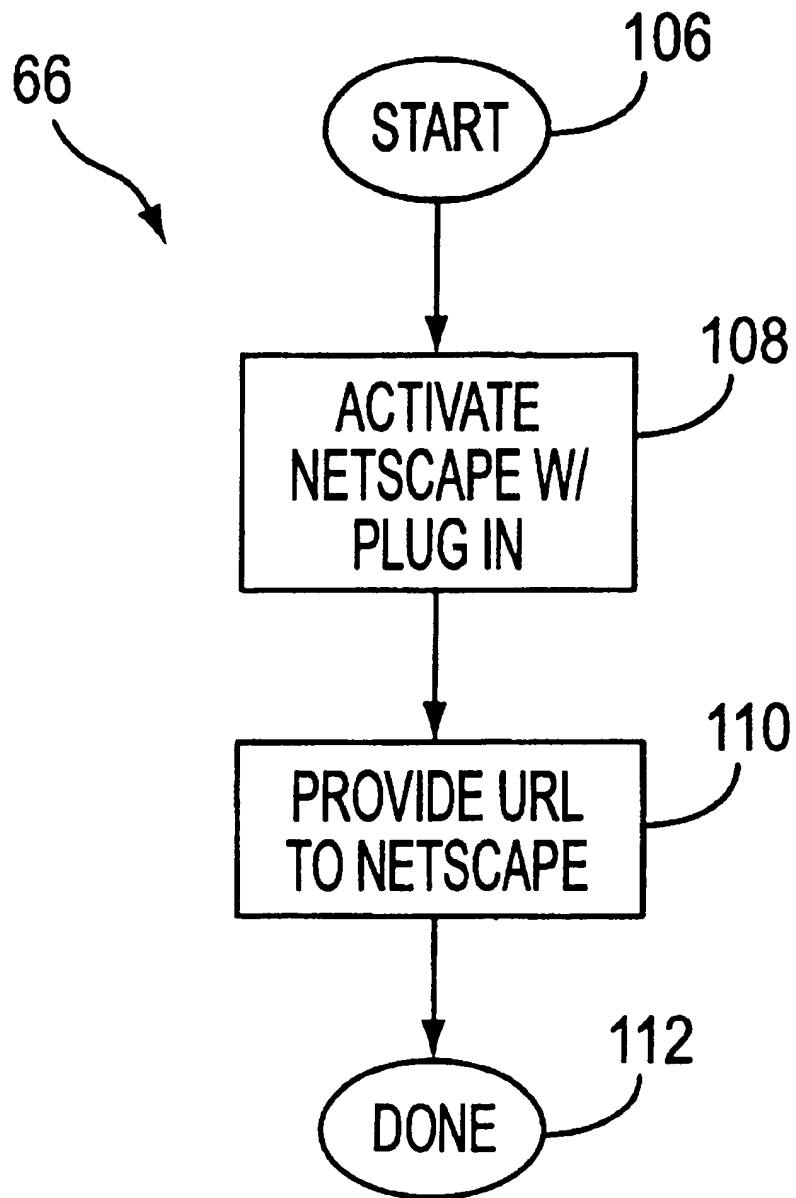 106
66
START
108
ACTIVATE
NETSCAPE W/
PLUG IN
110
PROVIDE URL
TO NETSCAPE
112
DONE